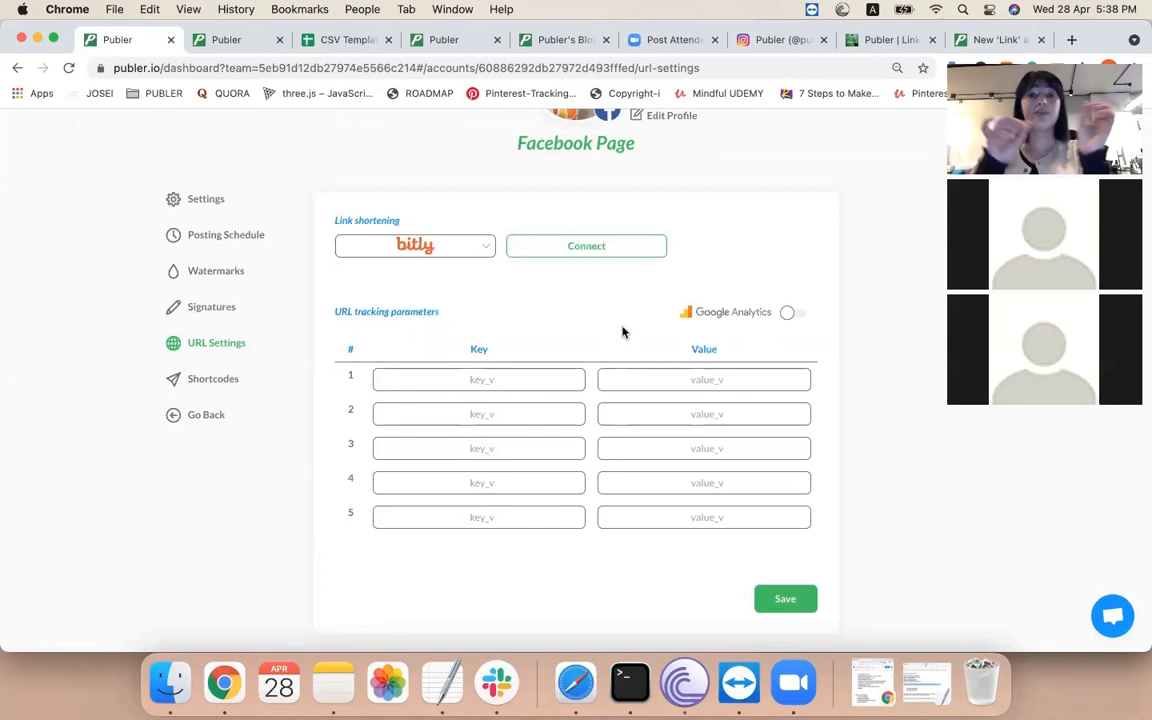 Chrome File Edit View History Bookmarks People Tab Window Help A Wed 28 Apr 5:38 PM
Publer Publer CSV Templa Publer Publer's Blo Post Attende Publer (@pu Publer | Link New 'Link' a
publer.io/dashboard?team=5eb91d12db27974e5566c214#/accounts/60886292db27972d493fffed/url-settings
Apps JOSEI PUBLER QUORA three.js – JavaScri... ROADMAP Pinterest-Tracking... Copyright-i Mindful UDEMY 7 Steps to Make... Pinteres
Edit Profile
Facebook Page
Settings
Posting Schedule
Watermarks
Signatures
URL Settings
Shortcodes
Go Back
Link shortening
bitly Connect
URL tracking parameters Google Analytics
# Key Value
1 key_v value_v
2 key_v value_v
3 key_v value_v
4 key_v value_v
5 key_v value_v
Save
APR
28